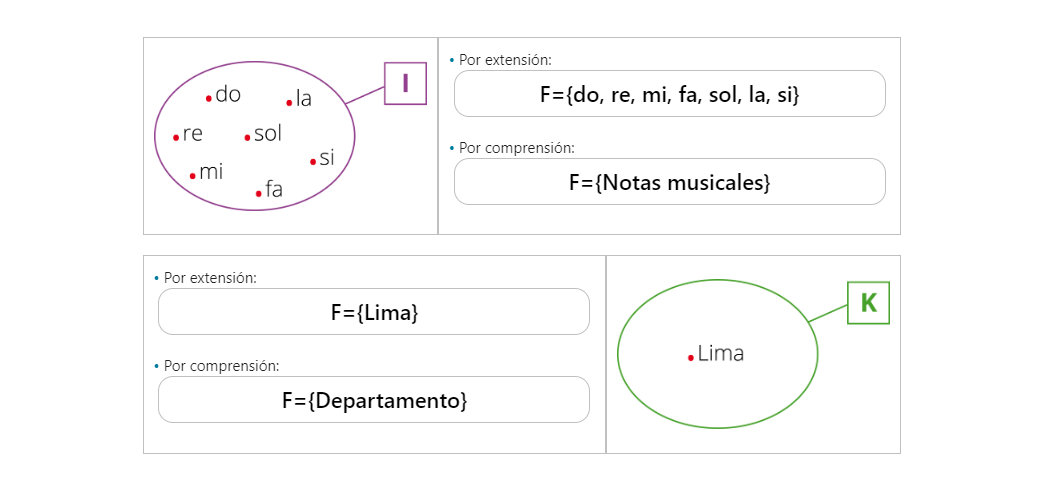 do
la
I
re
sol
si
mi
fa
• Por extensión:
F={do, re, mi, fa, sol, la, si}
• Por comprensión:
F={Notas musicales}
• Por extensión:
F={Lima}
• Por comprensión:
F={Departamento}
K
Lima